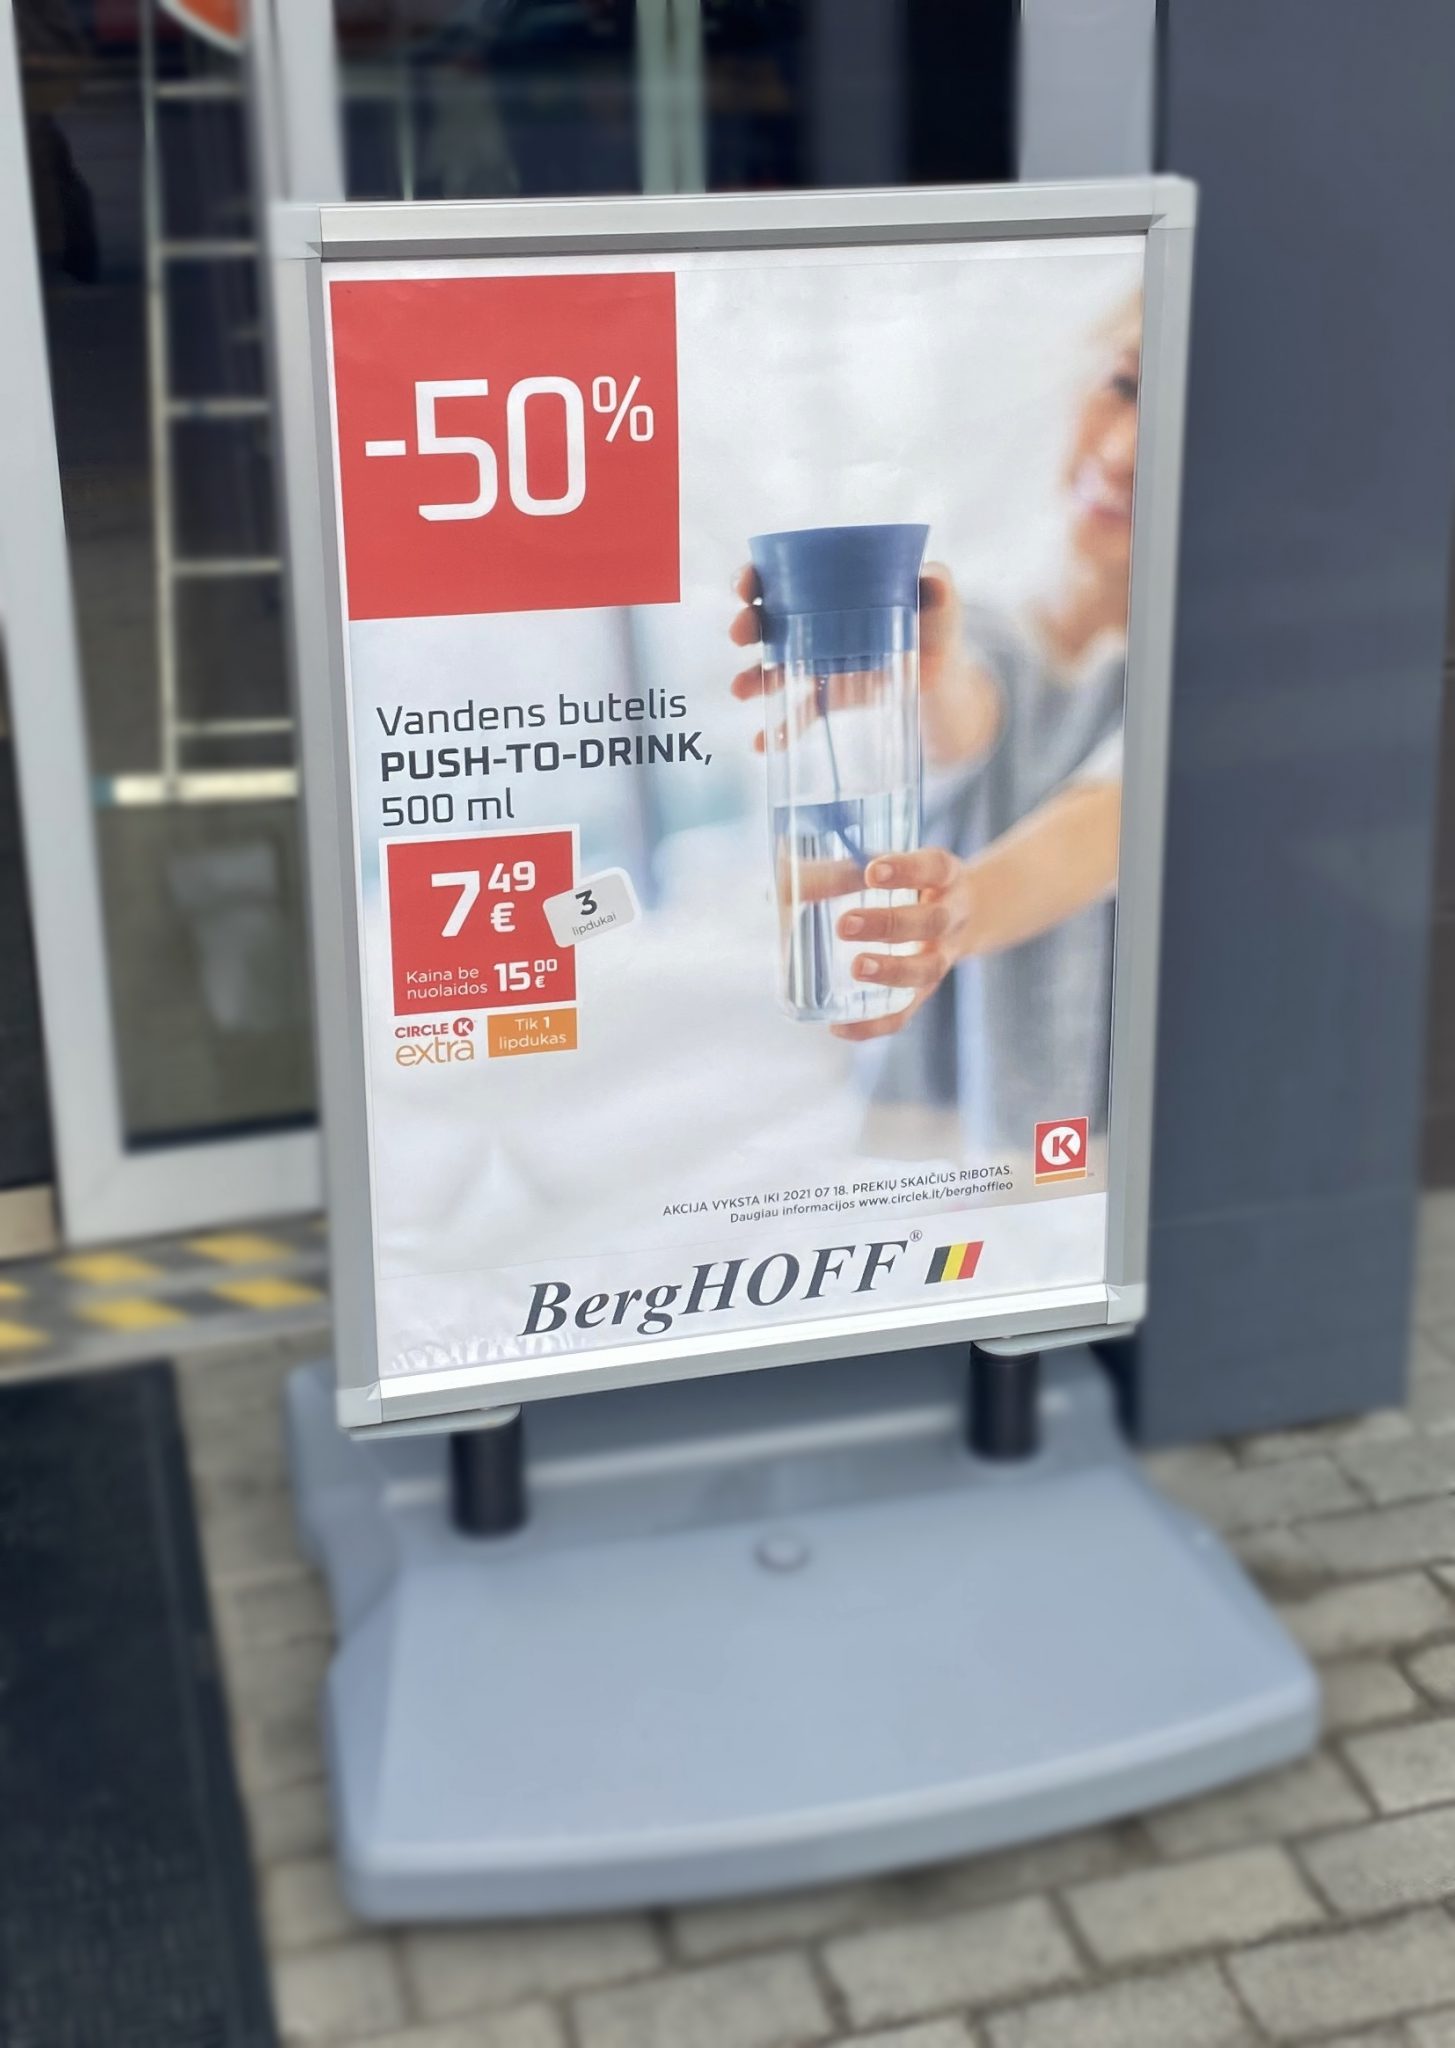 -50%
Vandens butelis
PUSH-TO-DRINK,
500 ml
7 49 €
3
lipdukai
Kaina be
nuolaidos 15 00 €
CIRCLE K
extra
Tik 1
lipdukas
K
AKCIJA VYKSTA IKI 2021 07 18. PREKIŲ SKAIČIUS RIBOTAS.
Daugiau informacijos www.circlek.lt/berghoffleo
BergHOFF®